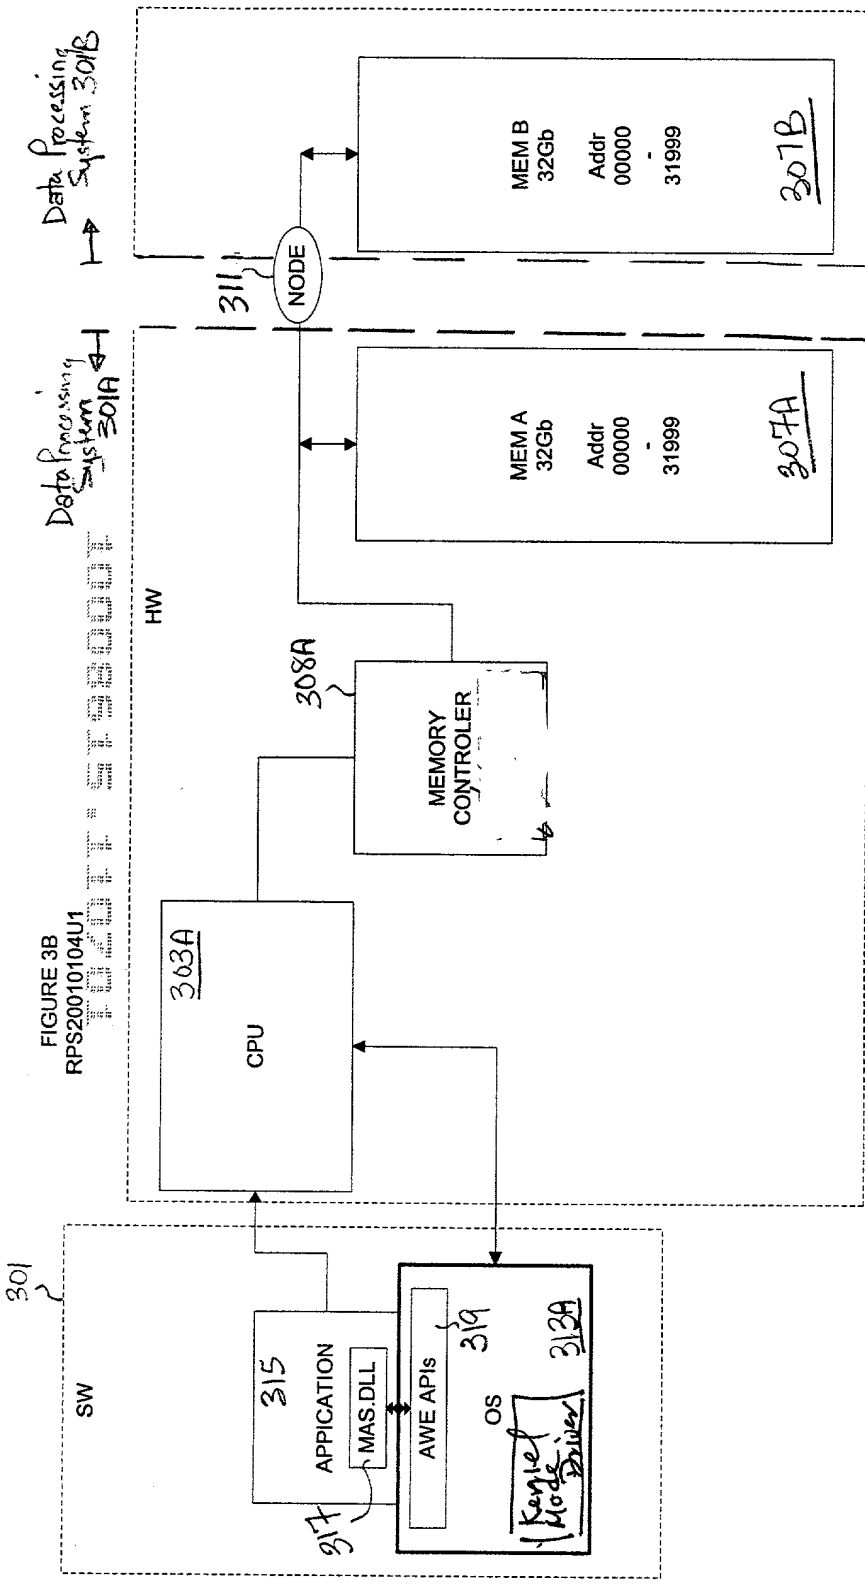 FIGURE 3B
RPS20010104U1
10008615.110701
Data Processing
System
301A
Data Processing
System 301B
301
SW
315
APPICATION
MAS.DLL
317
AWE APIs
319
OS
313A
Kernel
Mode
Driver
HW
303A
CPU
308A
MEMORY
CONTROLER
311
NODE
MEM A
32Gb
Addr
00000
-
31999
307A
MEM B
32Gb
Addr
00000
-
31999
307B